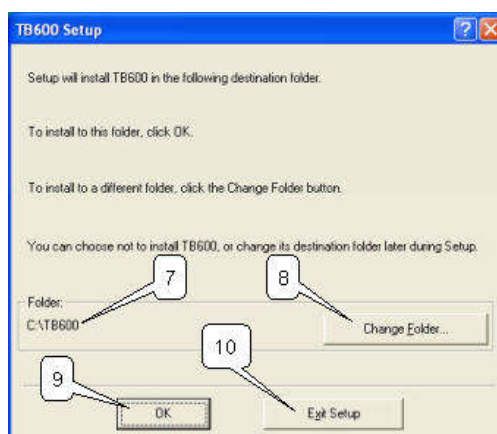 TB600 Setup
Setup will install TB600 in the following destination folder.
To install to this folder, click OK.
To install to a different folder, click the Change Folder button.
You can choose not to install TB600, or change its destination folder later during Setup.
7
8
Folder:
C:\TB600
Change Folder...
10
9
OK
Exit Setup